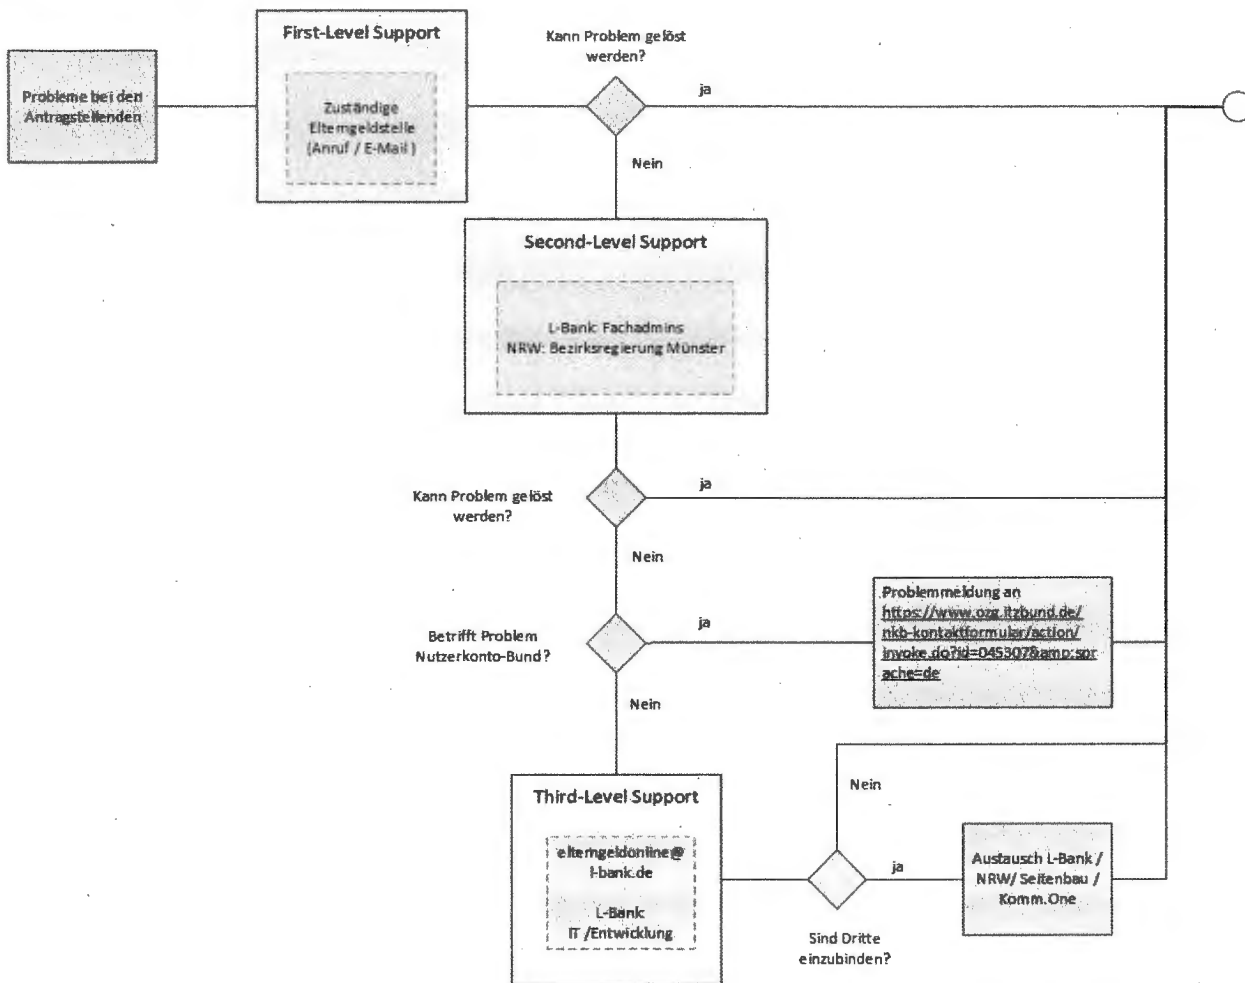 First-Level Support
Kann Problem gelöst
werden?
Probleme bei den
Antragstellenden
Zuständige
Elterngeldstelle
(Anruf / E-Mail )
ja
Nein
Second-Level Support
L-Bank: Fachadmins
NRW: Bezirksregierung Münster
Kann Problem gelöst
werden?
ja
Nein
Betrifft Problem
Nutzerkonto-Bund?
ja
Problemmeldung an
https://www.ozg.itzbund.de/
nkb-kontaktformular/action/
invoke.do?id=045307&amp;spr
ache=de
Nein
Third-Level Support
elterngeldonline@
l-bank.de
L-Bank:
IT /Entwicklung
Nein
ja
Sind Dritte
einzubinden?
Austausch L-Bank /
NRW/ Seitenbau /
Komm.One